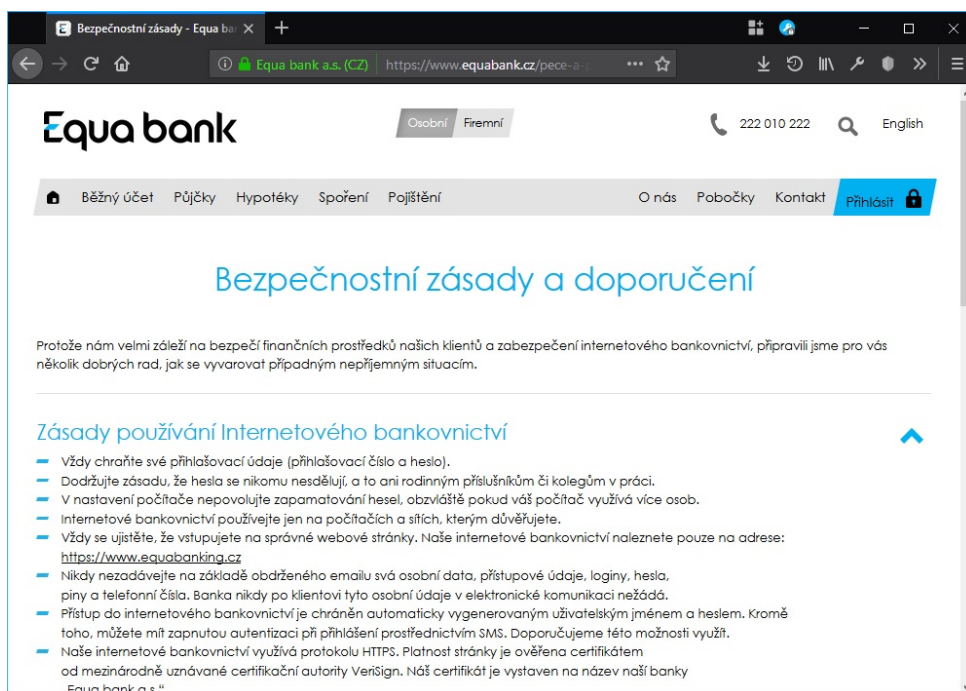 Bezpečnostní zásady - Equa ba
Equa bank a.s. (CZ) https://www.equabank.cz/pece-a-
Equa bank
Osobní Firemní
222 010 222
English
Běžný účet Půjčky Hypotéky Spoření Pojištění O nás Pobočky Kontakt Přihlásit
Bezpečnostní zásady a doporučení
Protože nám velmi záleží na bezpečí finančních prostředků našich klientů a zabezpečení internetového bankovnictví, připravili jsme pro vás
několik dobrých rad, jak se vyvarovat případným nepříjemným situacím.
Zásady používání Internetového bankovnictví
Vždy chraňte své přihlašovací údaje (přihlašovací číslo a heslo).
Dodržujte zásadu, že hesla se nikomu nesdělují, a to ani rodinným příslušníkům či kolegům v práci.
V nastavení počítače nepovolujte zapamatování hesel, obzvláště pokud váš počítač využívá více osob.
Internetové bankovnictví používejte jen na počítačích a sítích, kterým důvěřujete.
Vždy se ujistěte, že vstupujete na správné webové stránky. Naše internetové bankovnictví naleznete pouze na adrese:
https://www.equabanking.cz
Nikdy nezadávejte na základě obdrženého emailu svá osobní data, přístupové údaje, loginy, hesla,
piny a telefonní čísla. Banka nikdy po klientovi tyto osobní údaje v elektronické komunikaci nežádá.
Přístup do internetového bankovnictví je chráněn automaticky vygenerovaným uživatelským jménem a heslem. Kromě
toho, můžete mít zapnutou autentizaci při přihlášení prostřednictvím SMS. Doporučujeme této možnosti využít.
Naše internetové bankovnictví využívá protokolu HTTPS. Platnost stránky je ověřena certifikátem
od mezinárodně uznávané certifikační autority VeriSign. Náš certifikát je vystaven na název naší banky
„Equa bank a.s."